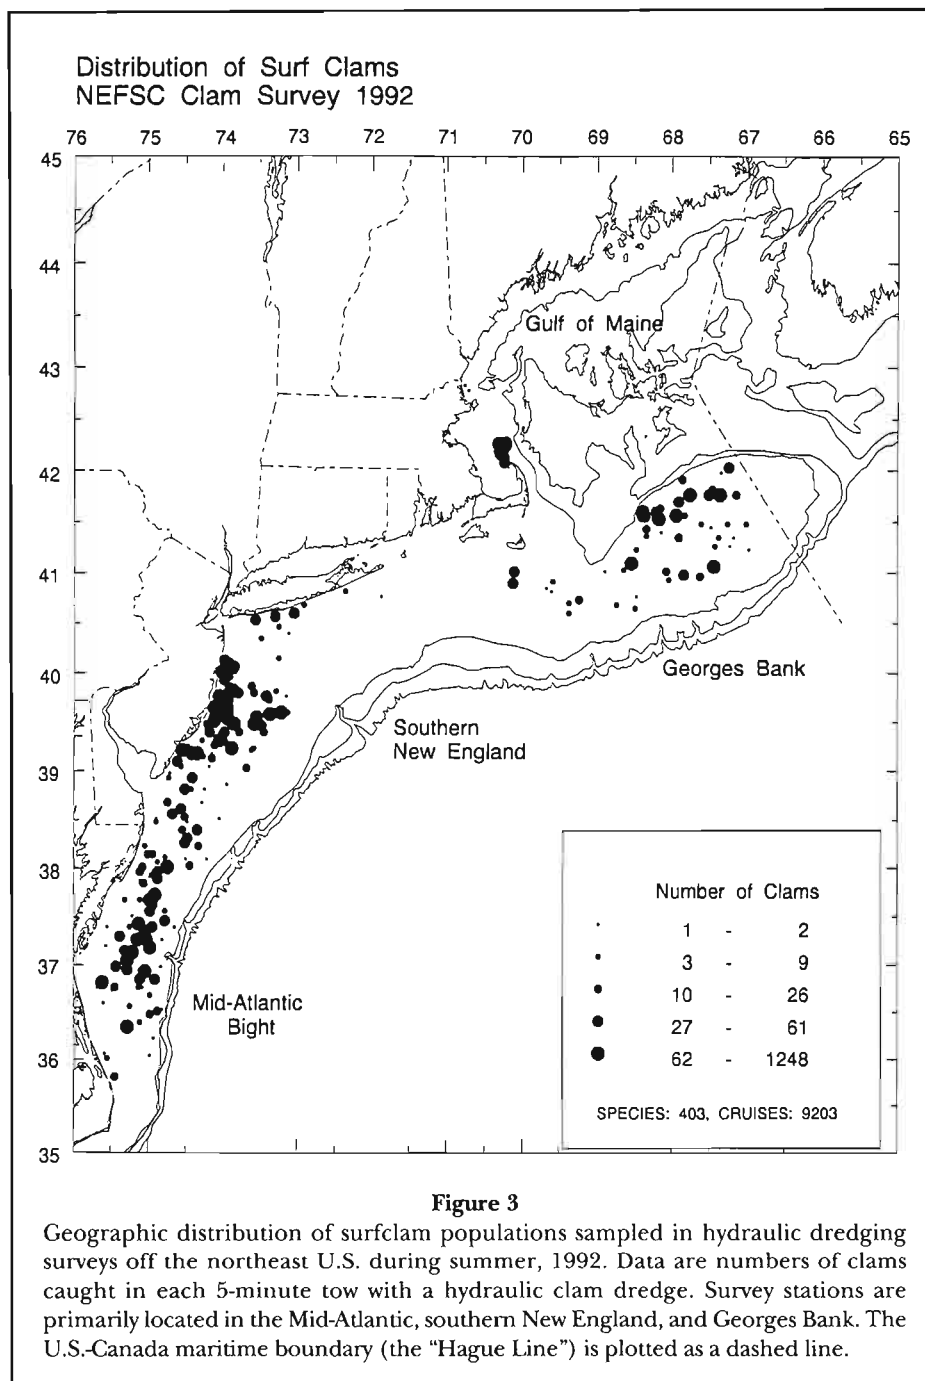 Distribution of Surf Clams
NEFSC Clam Survey 1992
76 75 74 73 72 71 70 69 68 67 66 65
45
44
Gulf of Maine
43
42
41
40
Georges Bank
Southern
New England
39
38
37
Mid-Atlantic
Bight
36
35
Number of Clams
1 - 2
3 - 9
10 - 26
27 - 61
62 - 1248
SPECIES: 403, CRUISES: 9203
Figure 3
Geographic distribution of surfclam populations sampled in hydraulic dredging
surveys off the northeast U.S. during summer, 1992. Data are numbers of clams
caught in each 5-minute tow with a hydraulic clam dredge. Survey stations are
primarily located in the Mid-Atlantic, southern New England, and Georges Bank. The
U.S.-Canada maritime boundary (the “Hague Line”) is plotted as a dashed line.